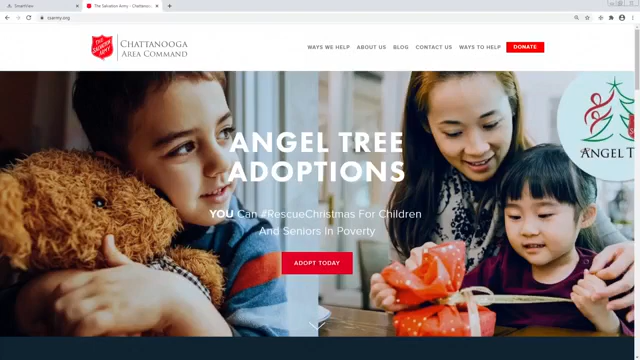 SmartView
The Salvation Army - Chattanoog
csarmy.org
THE SALVATION ARMY
CHATTANOOGA
AREA COMMAND
WAYS WE HELP ABOUT US BLOG CONTACT US WAYS TO HELP DONATE
ANGEL TREE
ADOPTIONS
YOU Can #RescueChristmas For Children
And Seniors In Poverty
ADOPT TODAY
ANGEL T